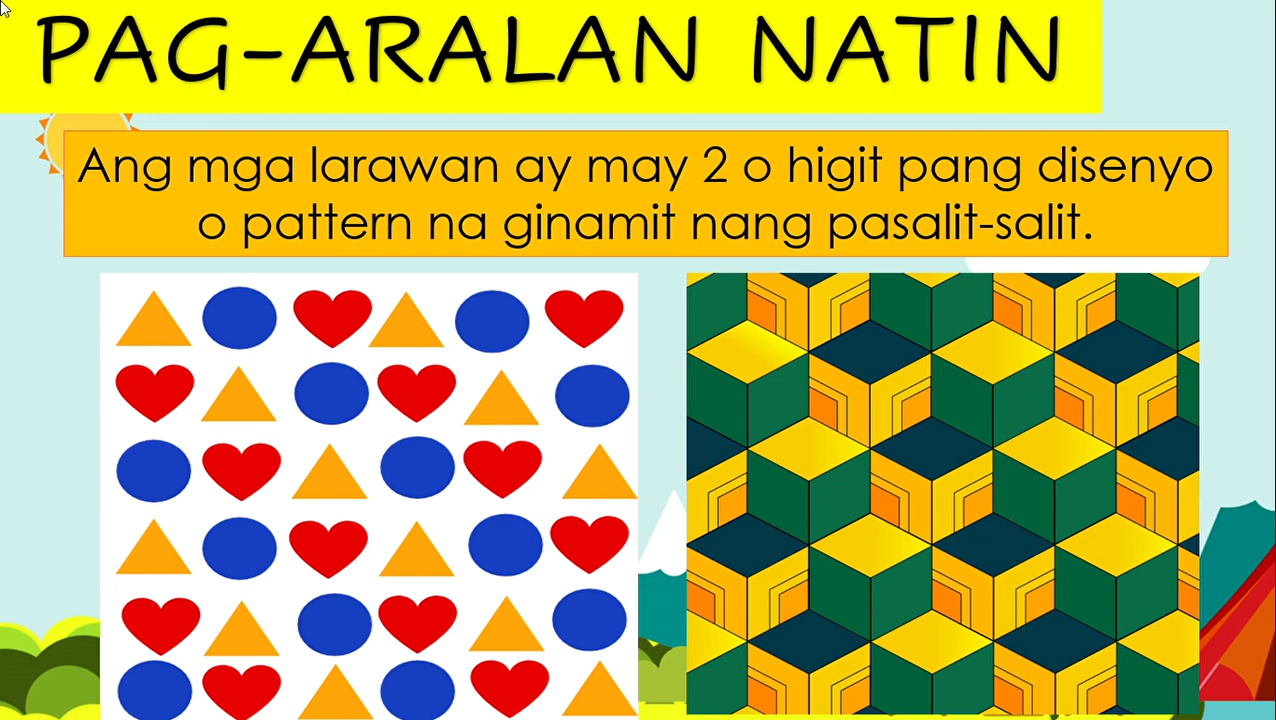 PAG-ARALAN NATIN
Ang mga larawan ay may 2 o higit pang disenyo
o pattern na ginamit nang pasalit-salit.